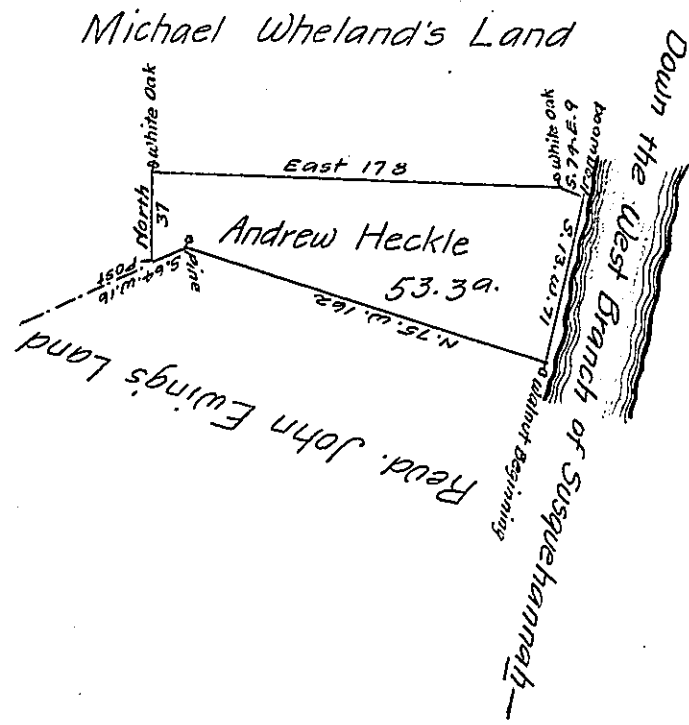 Michael Wheland's Land
Down the West Branch of Susquehannah
White Oak
White Oak
S.74.E.9
East 178
North
37
Andrew Heckle
53.3a.
S.13.W.71
Pine
S.64.W.16
POST
N.75.W.162
Walnut Beginning
Revd. John Ewing's Land